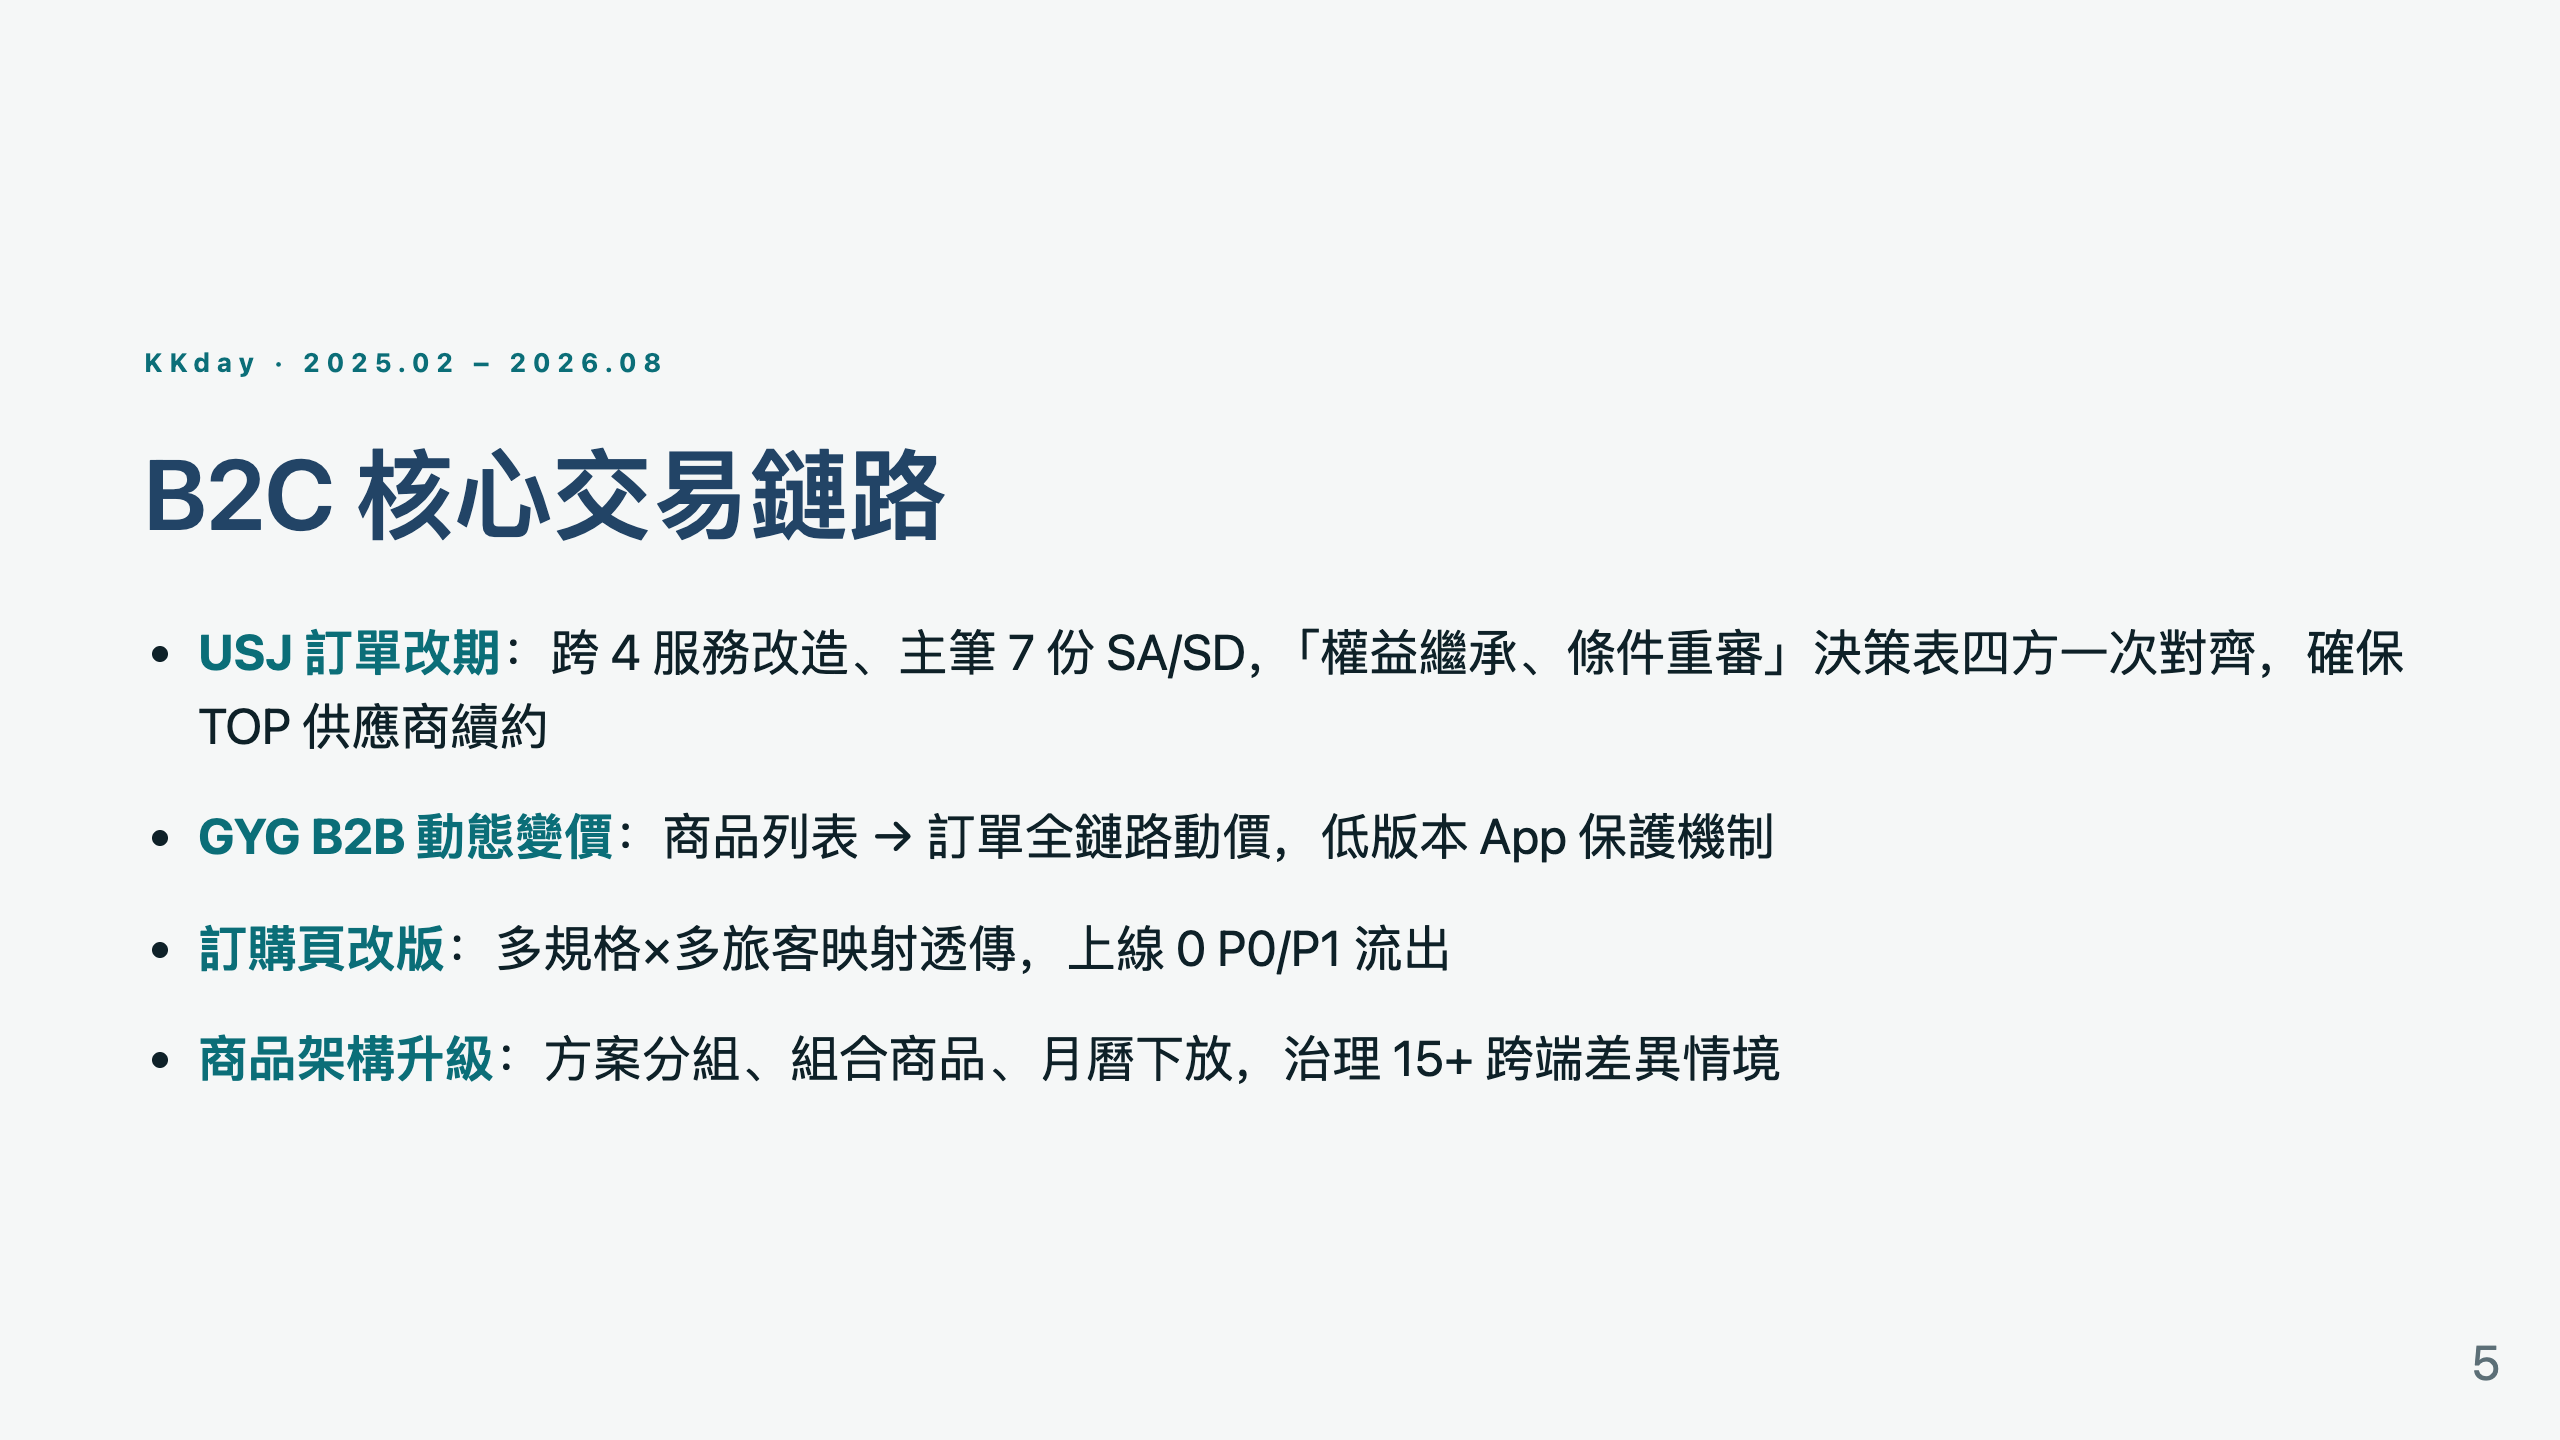 KKday · 2025.02 – 2026.08
B2C 核心交易鏈路
• USJ 訂單改期：跨 4 服務改造、主筆 7 份 SA/SD，「權益繼承、條件重審」決策表四方一次對齊，確保
TOP 供應商續約
• GYG B2B 動態變價：商品列表 → 訂單全鏈路動價，低版本 App 保護機制
• 訂購頁改版：多規格×多旅客映射透傳，上線 0 P0/P1 流出
• 商品架構升級：方案分組、組合商品、月曆下放，治理 15+ 跨端差異情境
5